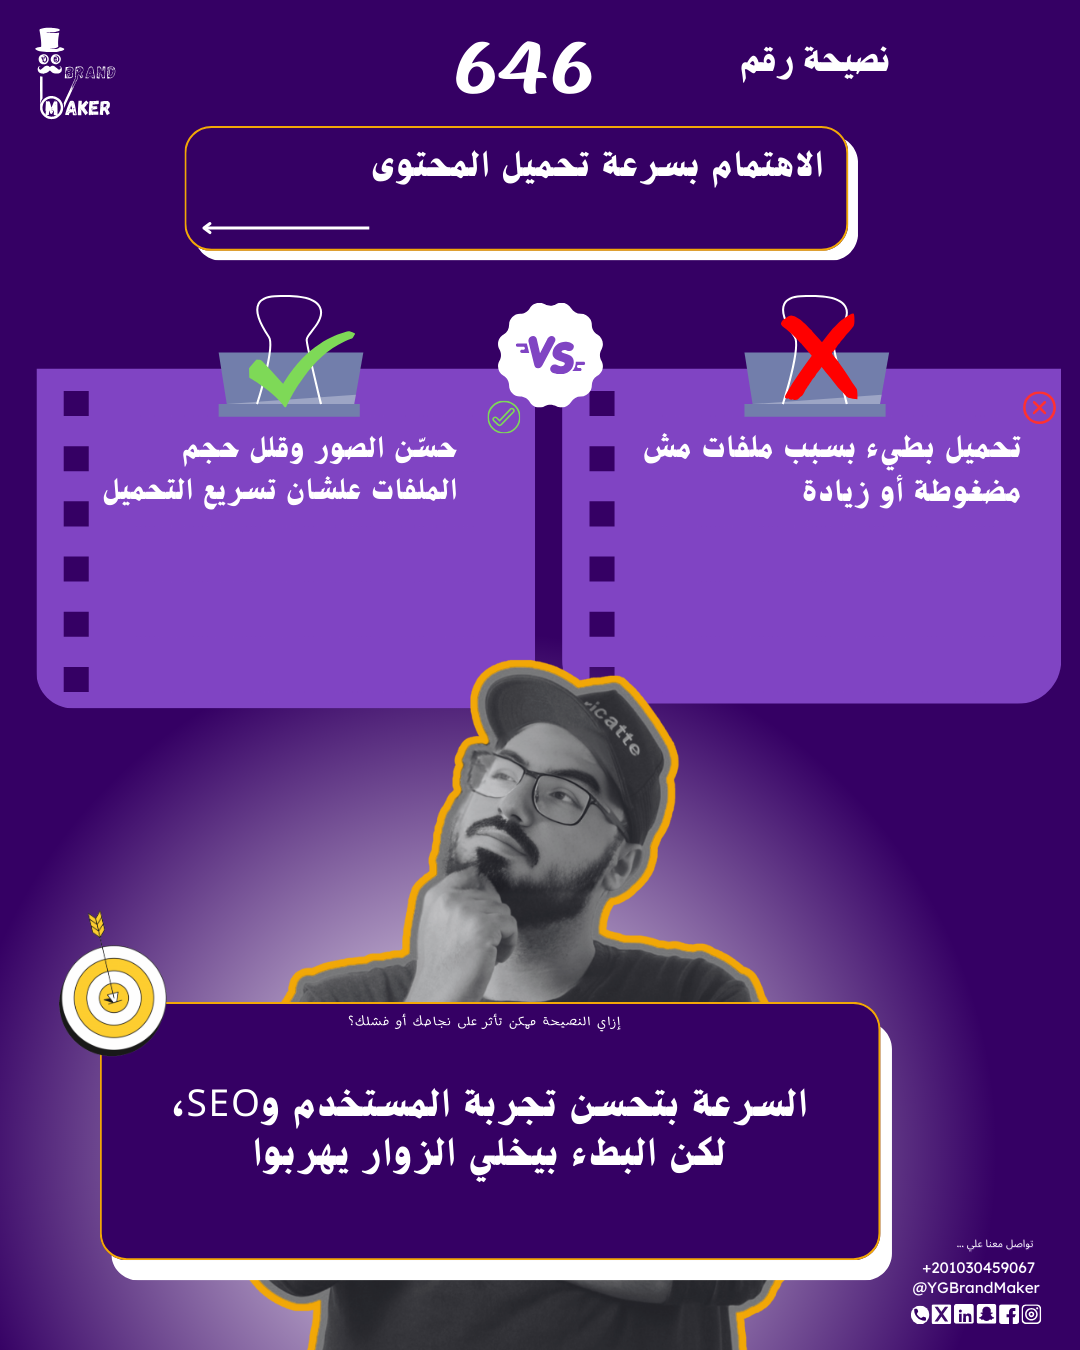 BRAND
MAKER
نصيحة رقم 646
الاهتمام بسرعة تحميل المحتوى
VS
تحميل بطيء بسبب ملفات مش
مضغوطة أو زيادة
حسّن الصور وقلل حجم
الملفات علشان تسريع التحميل
icatte
إزاي النصيحة مهكن تأثر على نجاحك أو فشلك؟
السرعة بتحسن تجربة المستخدم وSEO،
لكن البطء بيخلي الزوار يهربوا
تواصل معنا علي ...
+201030459067
@YGBrandMaker